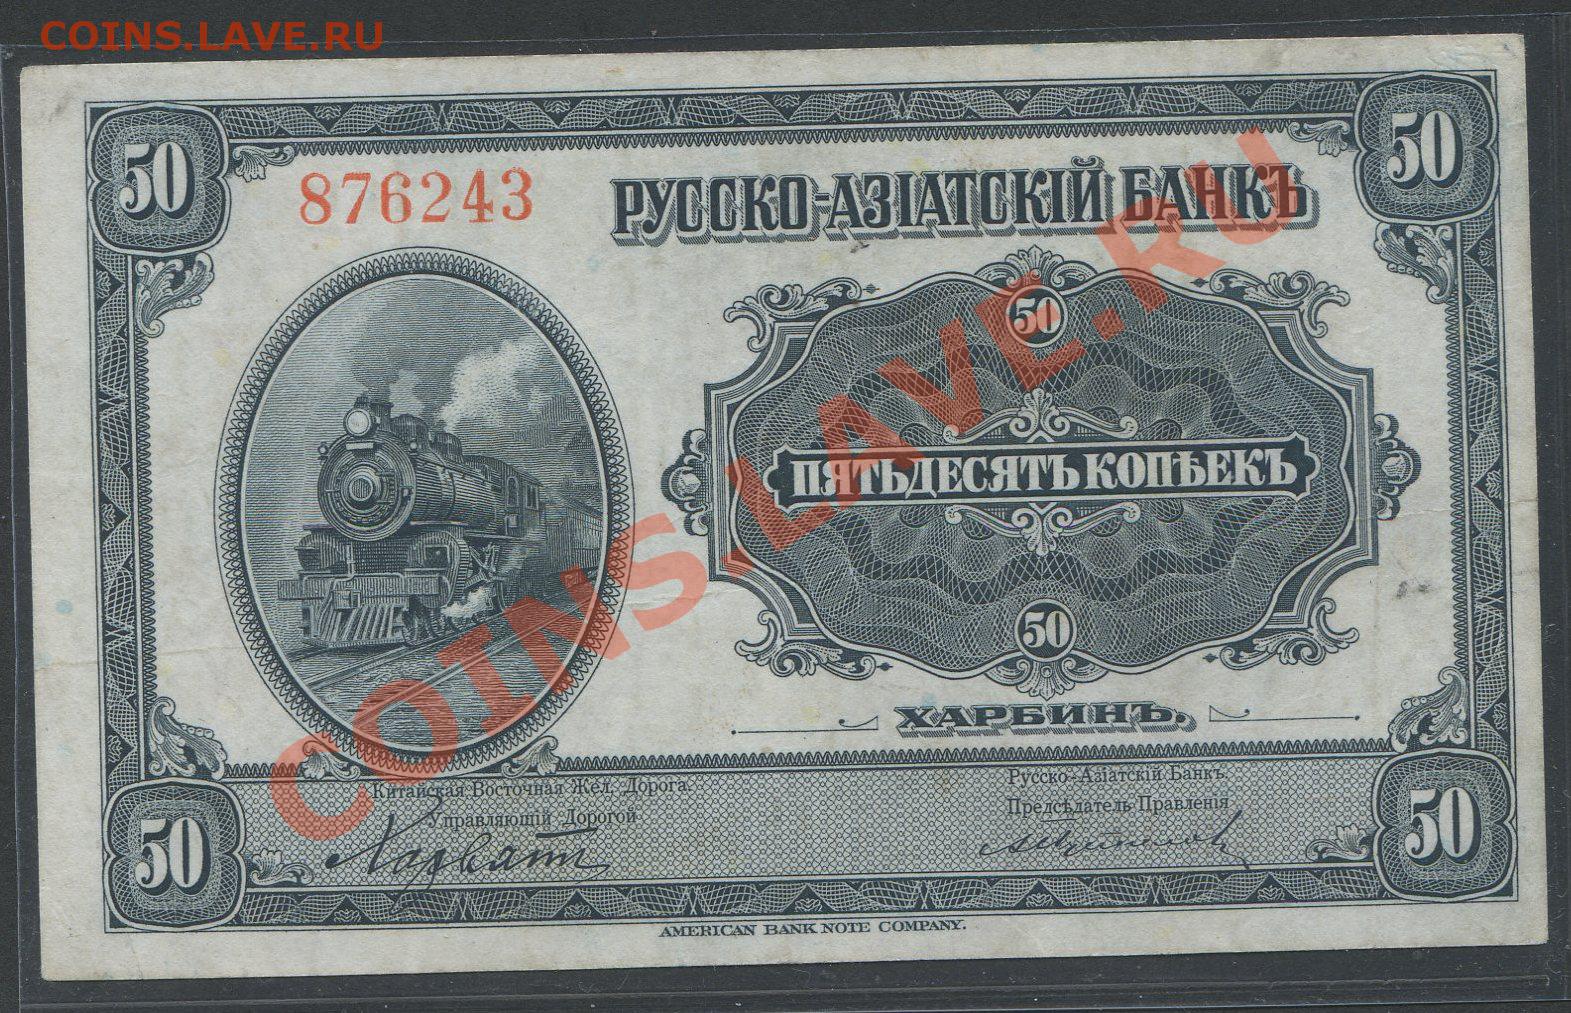 COINS.LAVE.RU
50
50
876243
РУССКО-АЗІАТСКІЙ БАНКЪ
50
ПЯТЬДЕСЯТЪ КОПѢЕКЪ
50
ХАРБИНЪ.
Китайская Восточная Жел. Дорога.
Управляющій Дорогой
Русско-Азіатскій Банкъ.
Предсѣдатель Правленія
50
50
AMERICAN BANK NOTE COMPANY.
COINS.LAVE.RU